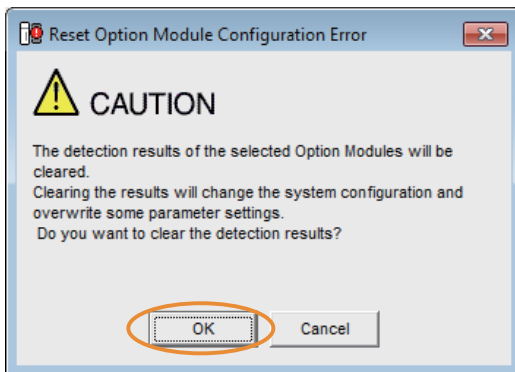 Reset Option Module Configuration Error
CAUTION
The detection results of the selected Option Modules will be
cleared.
Clearing the results will change the system configuration and
overwrite some parameter settings.
Do you want to clear the detection results?
OK Cancel